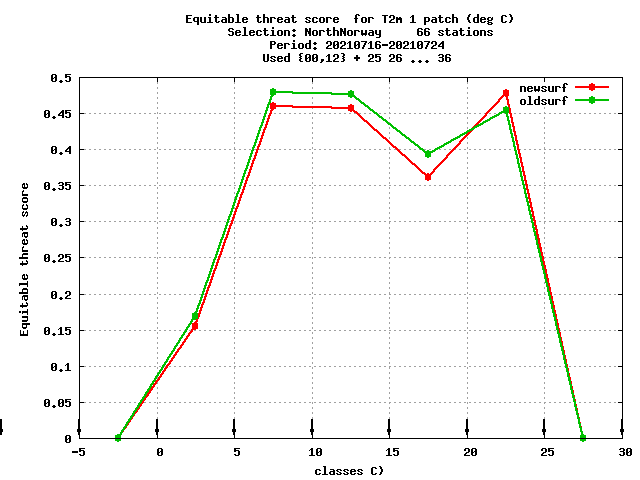 Equitable threat score  for T2m 1 patch (deg C)
Selection: NorthNorway     66 stations
Period: 20210716-20210724
Used {00,12} + 25 26 ... 36
newsurf
oldsurf
Equitable threat score
0.5
0.45
0.4
0.35
0.3
0.25
0.2
0.15
0.1
0.05
0
-5 0 5 10 15 20 25 30
classes C)